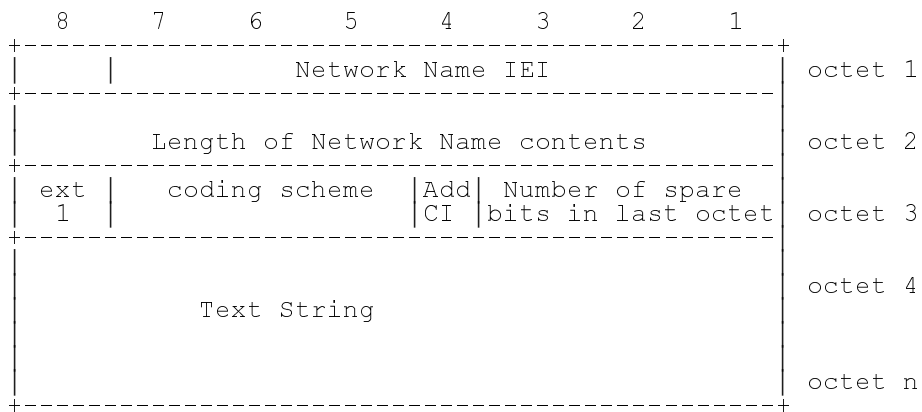 8 7 6 5 4 3 2 1
Network Name IEI octet 1
Length of Network Name contents octet 2
ext coding scheme Add Number of spare
1 CI bits in last octet octet 3
octet 4
Text String
octet n